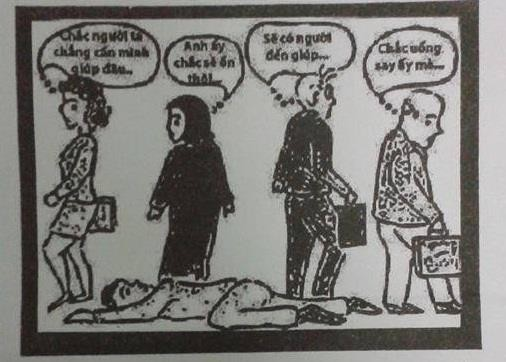 Chắc người ta
chẳng cần mình
giúp đâu..
Anh ấy
chắc sẽ ổn
thôi...
Sẽ có người
đến giúp...
Chắc uống
say ấy mà...